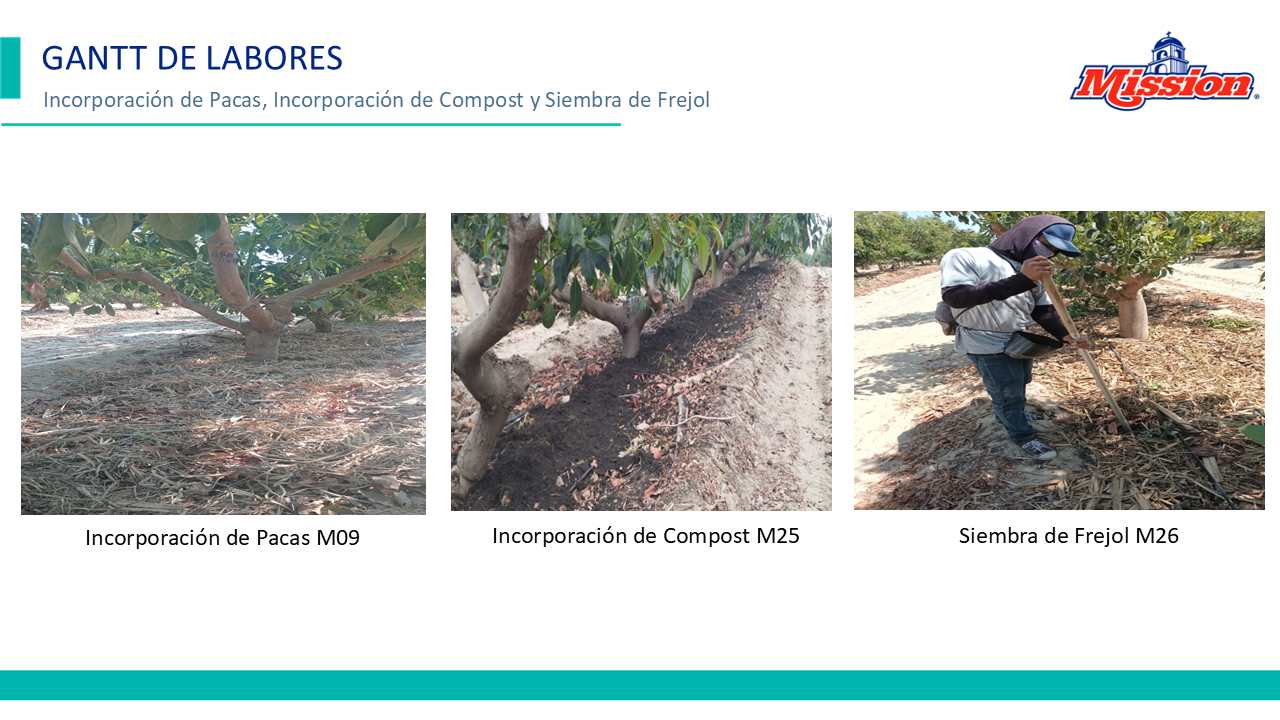 GANTT DE LABORES
Incorporación de Pacas, Incorporación de Compost y Siembra de Frejol
Mission®
Incorporación de Pacas M09
Incorporación de Compost M25
Siembra de Frejol M26